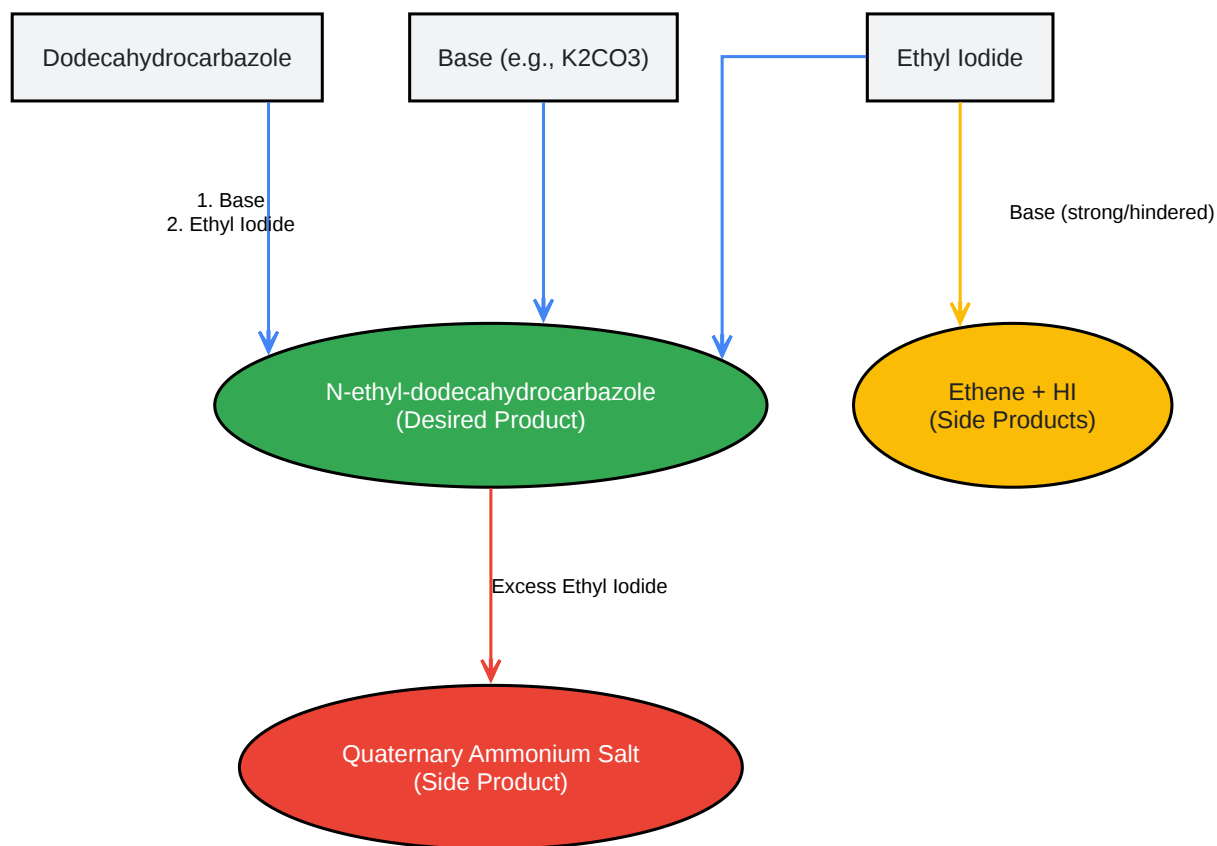 Dodecahydrocarbazole
Base (e.g., K2CO3)
Ethyl Iodide
1. Base
2. Ethyl Iodide
Base (strong/hindered)
N-ethyl-dodecahydrocarbazole
(Desired Product)
Ethene + HI
(Side Products)
Excess Ethyl Iodide
Quaternary Ammonium Salt
(Side Product)